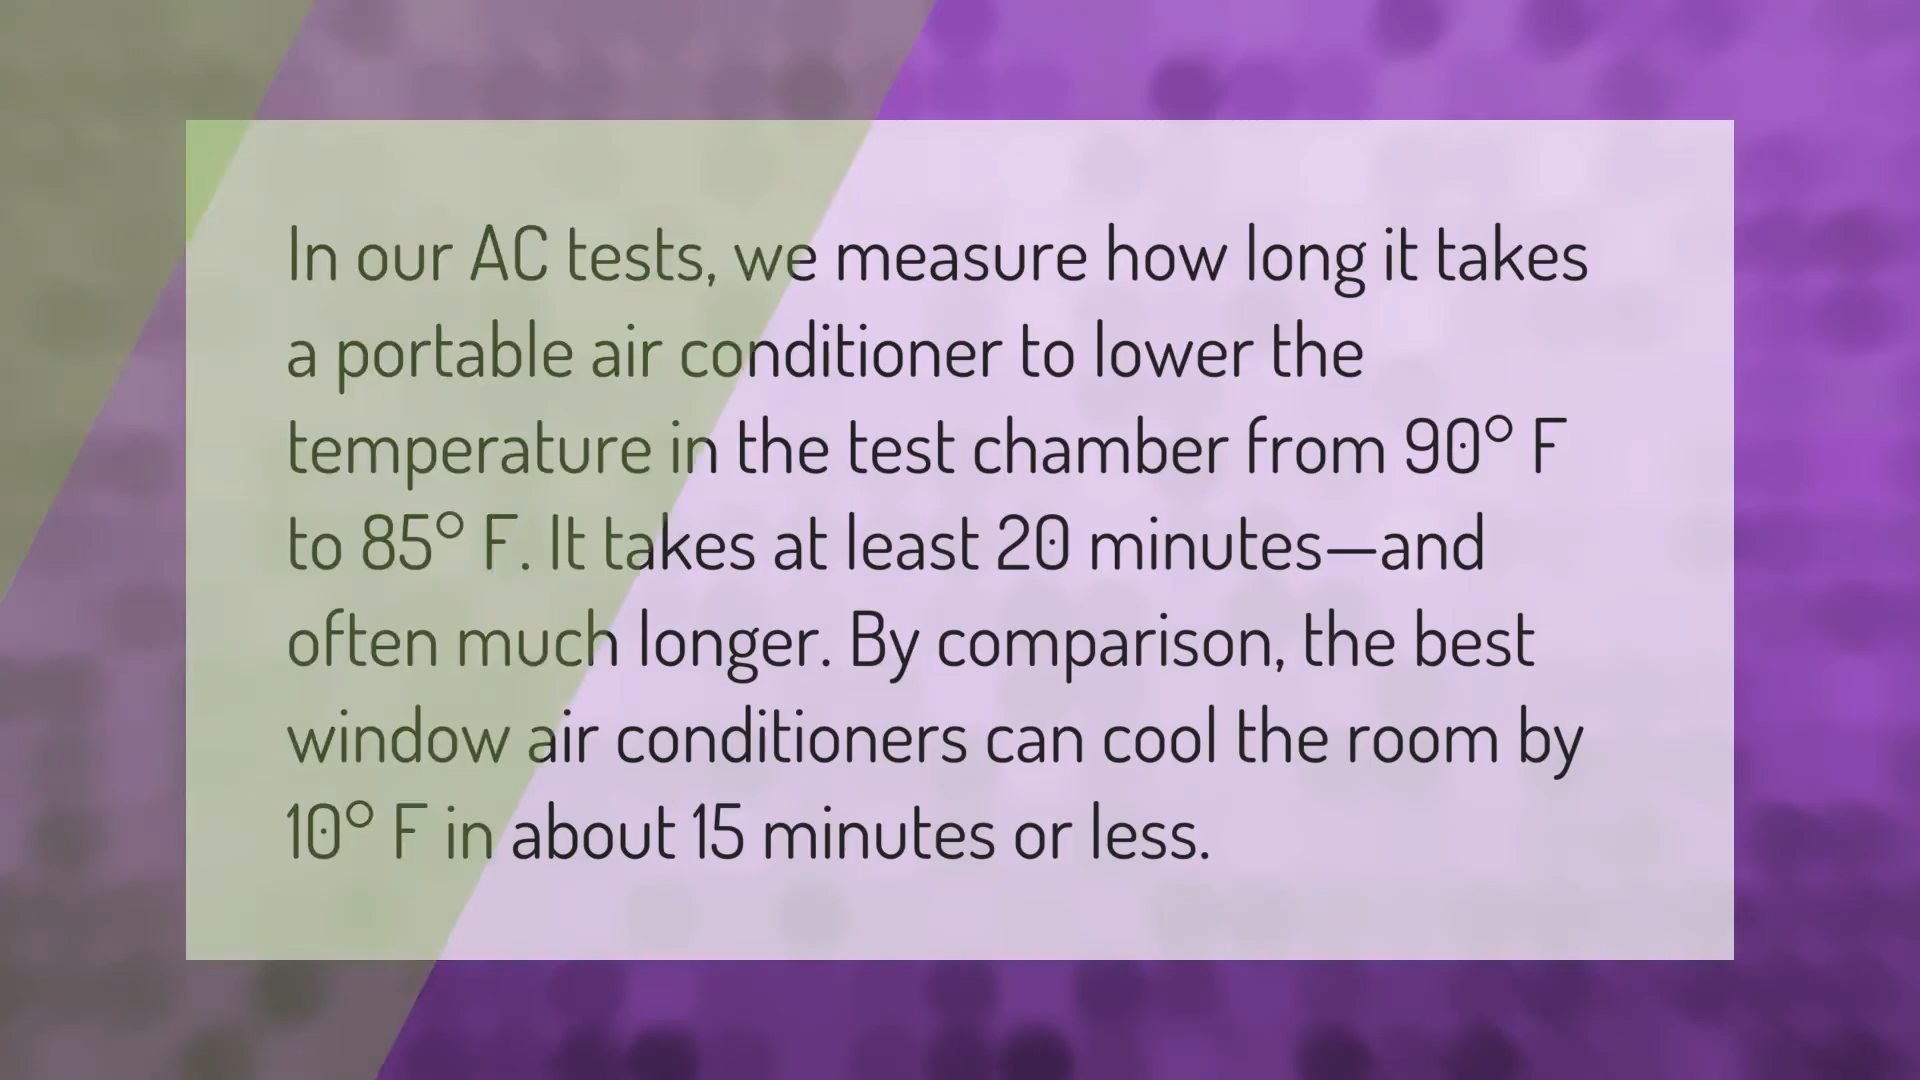 In our AC tests, we measure how long it takes
a portable air conditioner to lower the
temperature in the test chamber from 90° F
to 85° F. It takes at least 20 minutes—and
often much longer. By comparison, the best
window air conditioners can cool the room by
10° F in about 15 minutes or less.